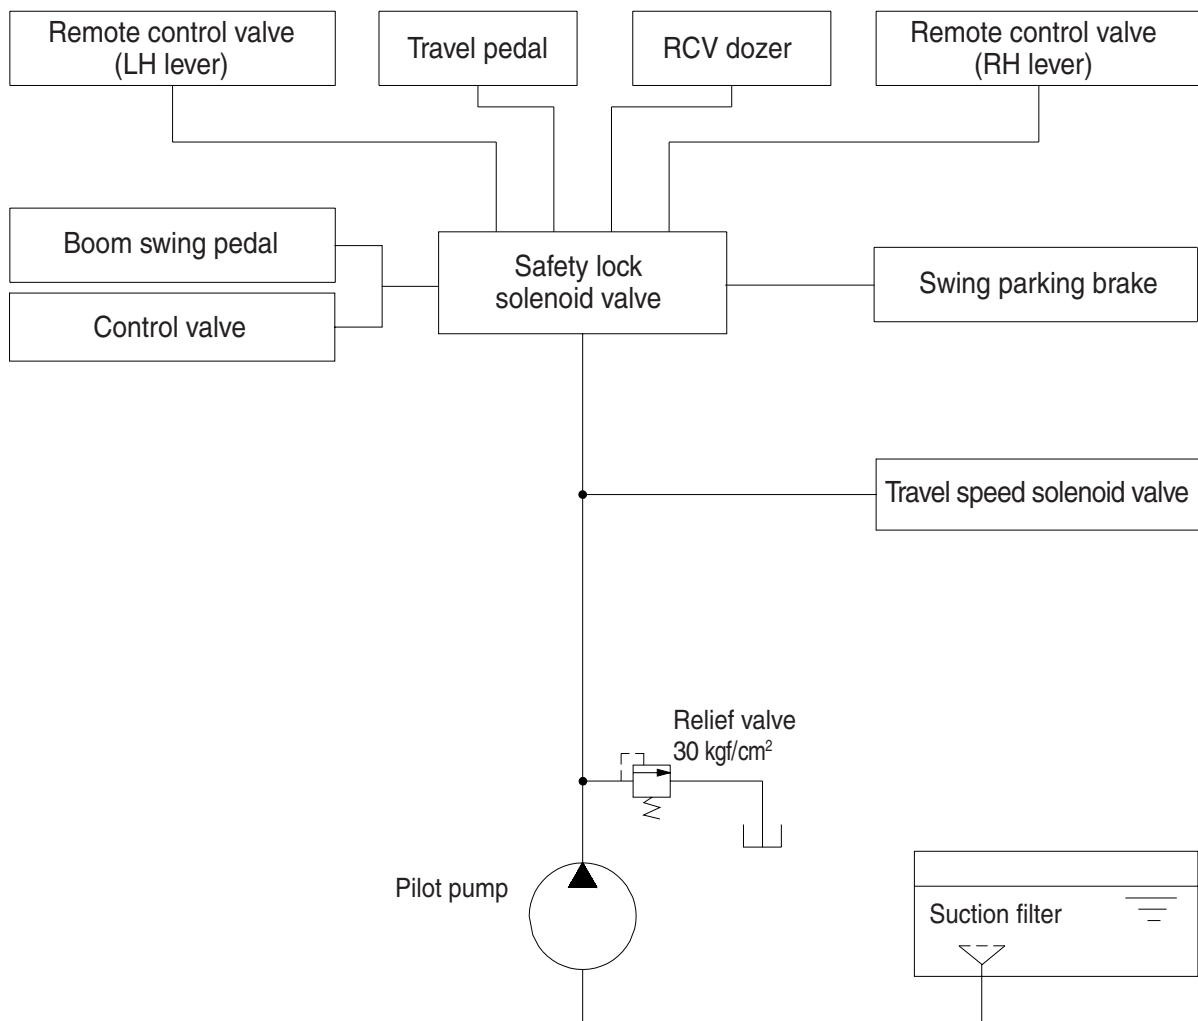 Remote control valve
(LH lever)
Travel pedal
RCV dozer
Remote control valve
(RH lever)
Boom swing pedal
Control valve
Safety lock
solenoid valve
Swing parking brake
Travel speed solenoid valve
Relief valve
30 kgf/cm²
Pilot pump
Suction filter